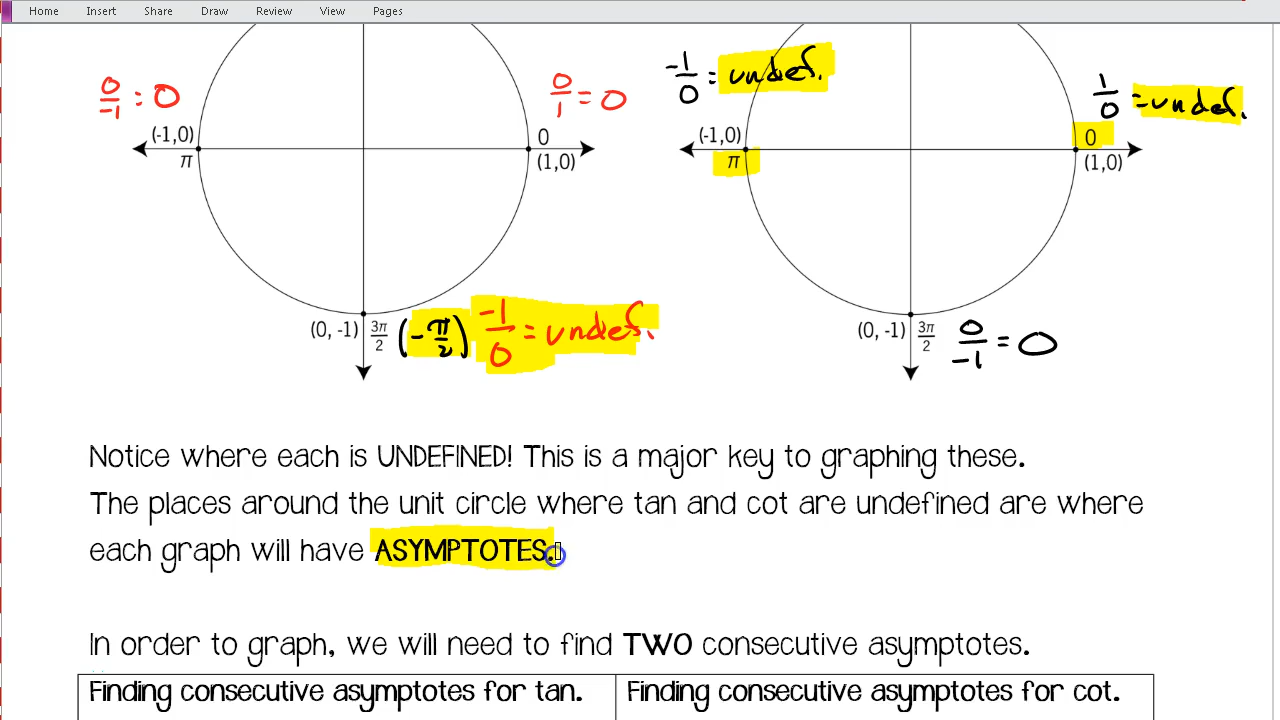 Home Insert Share Draw Review View Pages
0/-1 = 0
(-1,0)
π
0/1 = 0
0
(1,0)
(0, -1) 3π/2 (-π/2) -1/0 = undef.
-1/0 = undef.
(-1,0)
π
1/0 = undef.
0
(1,0)
(0, -1) 3π/2 0/-1 = 0
Notice where each is UNDEFINED! This is a major key to graphing these.
The places around the unit circle where tan and cot are undefined are where
each graph will have ASYMPTOTES.
In order to graph, we will need to find TWO consecutive asymptotes.
Finding consecutive asymptotes for tan.
Finding consecutive asymptotes for cot.